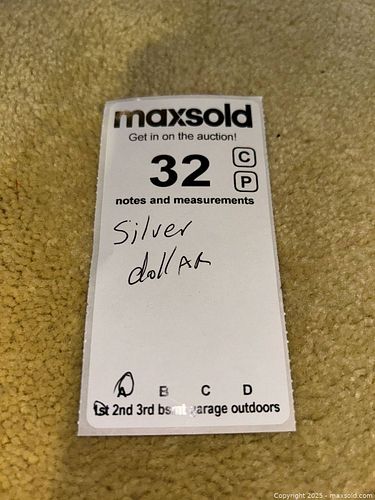 maxsold
Get in on the auction!
32
C
P
notes and measurements
Silver
dollar
A B C D
1st 2nd 3rd bsmt garage outdoors
Copyright 2025 - maxsold.com